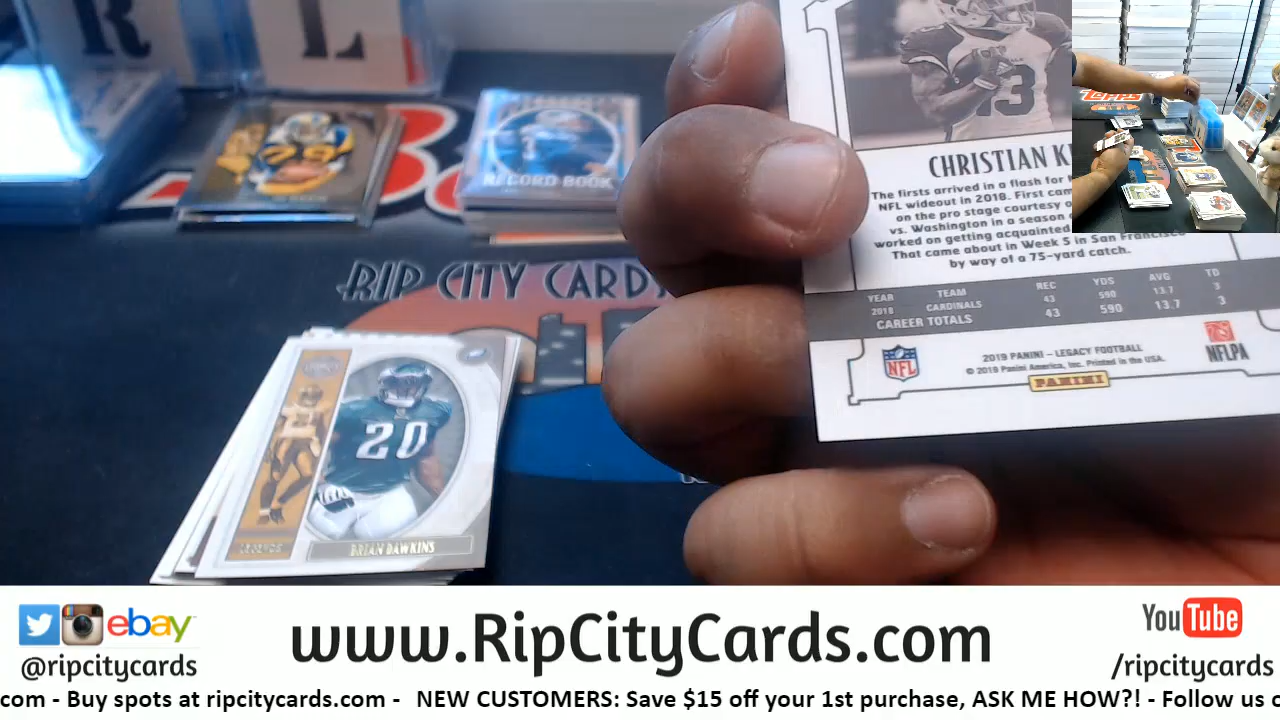 R L
RECORD BOOK
RIP CITY CARDS
20
LEGENDS
BRIAN DAWKINS
13
CHRISTIAN
The firsts arrived in a flash for
NFL wideout in 2018. First
on the pro stage courtesy
vs. Washington in a season
worked on getting acquainted
That came about in Week 5 in San Francisco
by way of a 75-yard catch.
YEAR TEAM REC YDS AVG TD
2018 CARDINALS 43 590 13.7 3
CAREER TOTALS 43 590 13.7 3
NFL
2019 PANINI – LEGACY FOOTBALL
© 2019 Panini America, Inc. Printed in the USA.
PANINI
NFLPA
ebay
@ripcitycards
www.RipCityCards.com
YouTube
/ripcitycards
com - Buy spots at ripcitycards.com - NEW CUSTOMERS: Save $15 off your 1st purchase, ASK ME HOW?! - Follow us